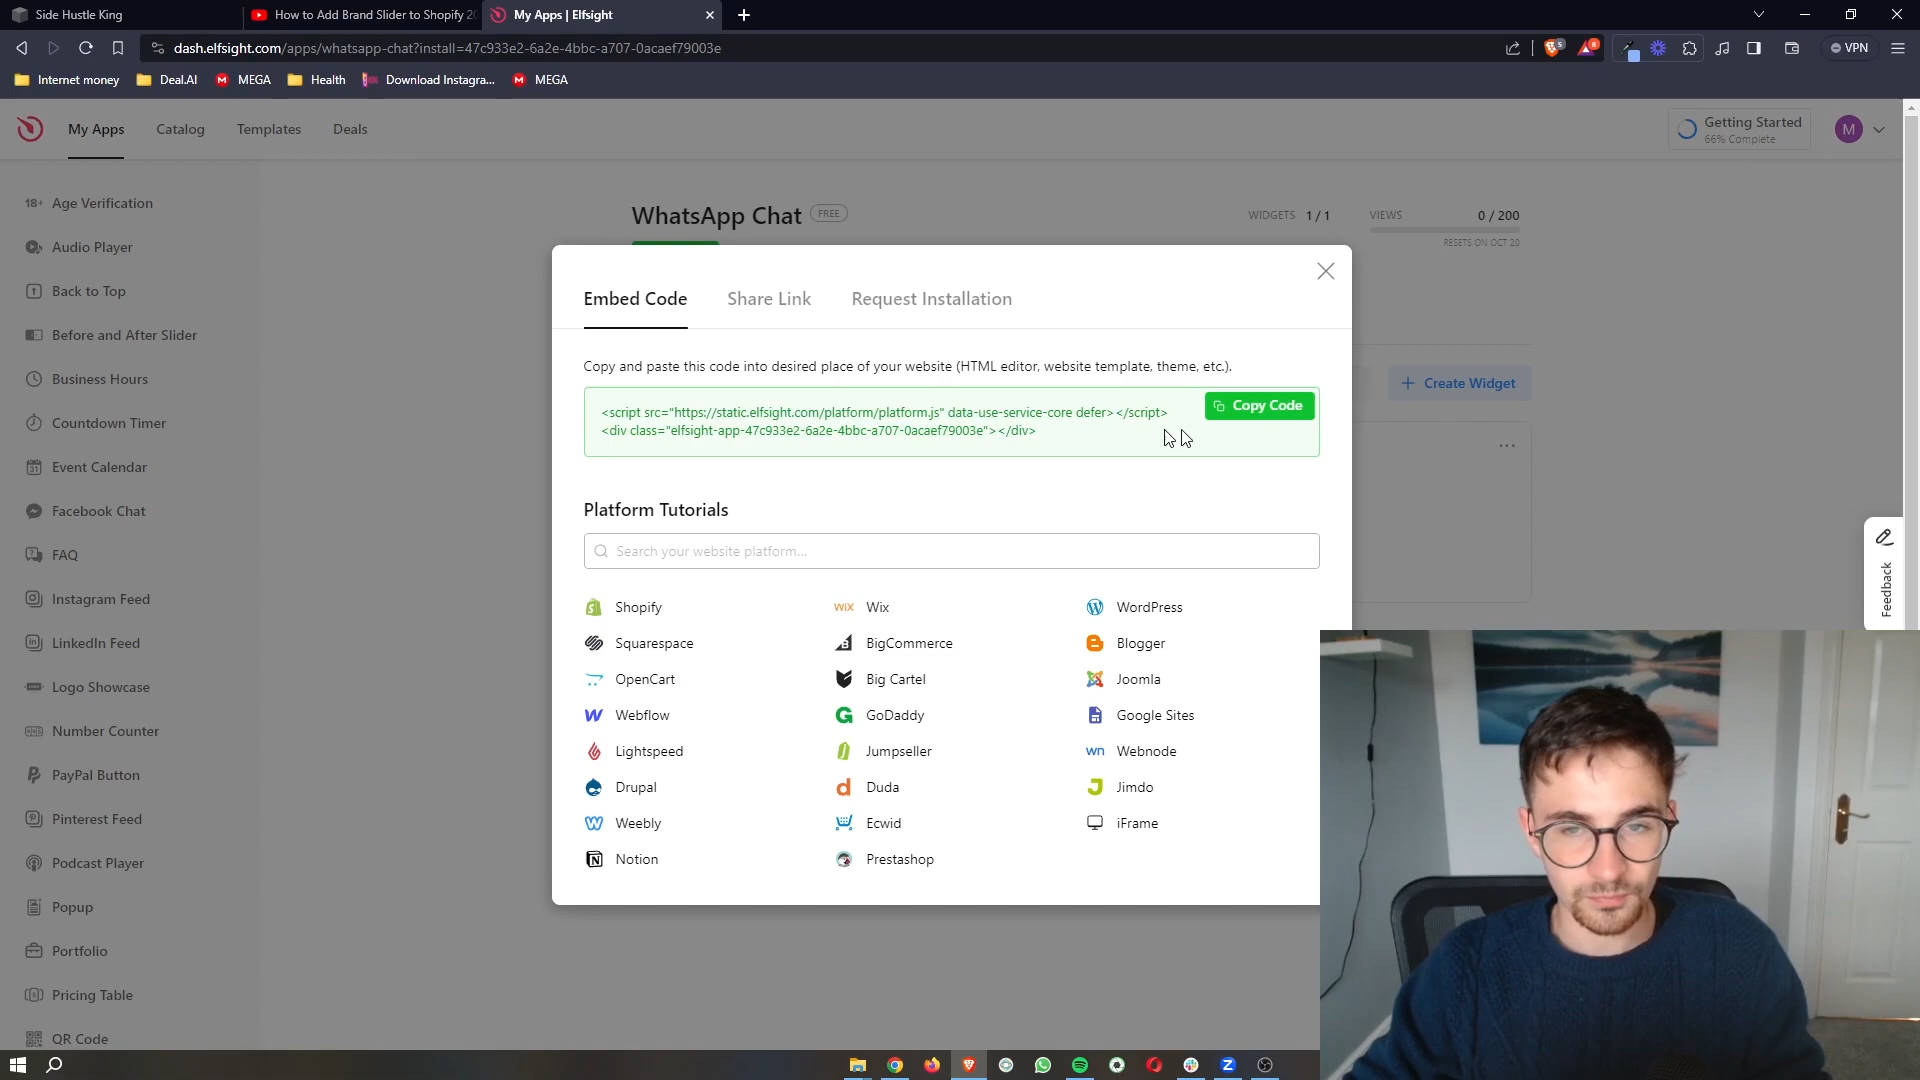 Side Hustle King
How to Add Brand Slider to Shopify 20
My Apps | Elfsight
dash.elfsight.com/apps/whatsapp-chat?install=47c933e2-6a2e-4bbc-a707-0acaef79003e
5
8
VPN
Internet money
Deal.AI
MEGA
Health
Download Instagra...
MEGA
My Apps
Catalog
Templates
Deals
Getting Started
66% Complete
M
18+ Age Verification
Audio Player
Back to Top
Before and After Slider
Business Hours
Countdown Timer
Event Calendar
Facebook Chat
FAQ
Instagram Feed
LinkedIn Feed
Logo Showcase
Number Counter
PayPal Button
Pinterest Feed
Podcast Player
Popup
Portfolio
Pricing Table
QR Code
WhatsApp Chat FREE
WIDGETS 1 / 1
VIEWS 0 / 200
RESETS ON OCT 20
Create Widget
Embed Code
Share Link
Request Installation
Copy and paste this code into desired place of your website (HTML editor, website template, theme, etc.).
<script src="https://static.elfsight.com/platform/platform.js" data-use-service-core defer></script>
<div class="elfsight-app-47c933e2-6a2e-4bbc-a707-0acaef79003e"></div>
Copy Code
Platform Tutorials
Search your website platform...
Shopify
WiX Wix
WordPress
Squarespace
BigCommerce
Blogger
OpenCart
Big Cartel
Joomla
Webflow
GoDaddy
Google Sites
Lightspeed
Jumpseller
wn Webnode
Drupal
Duda
Jimdo
Weebly
Ecwid
iFrame
Notion
Prestashop
Feedback